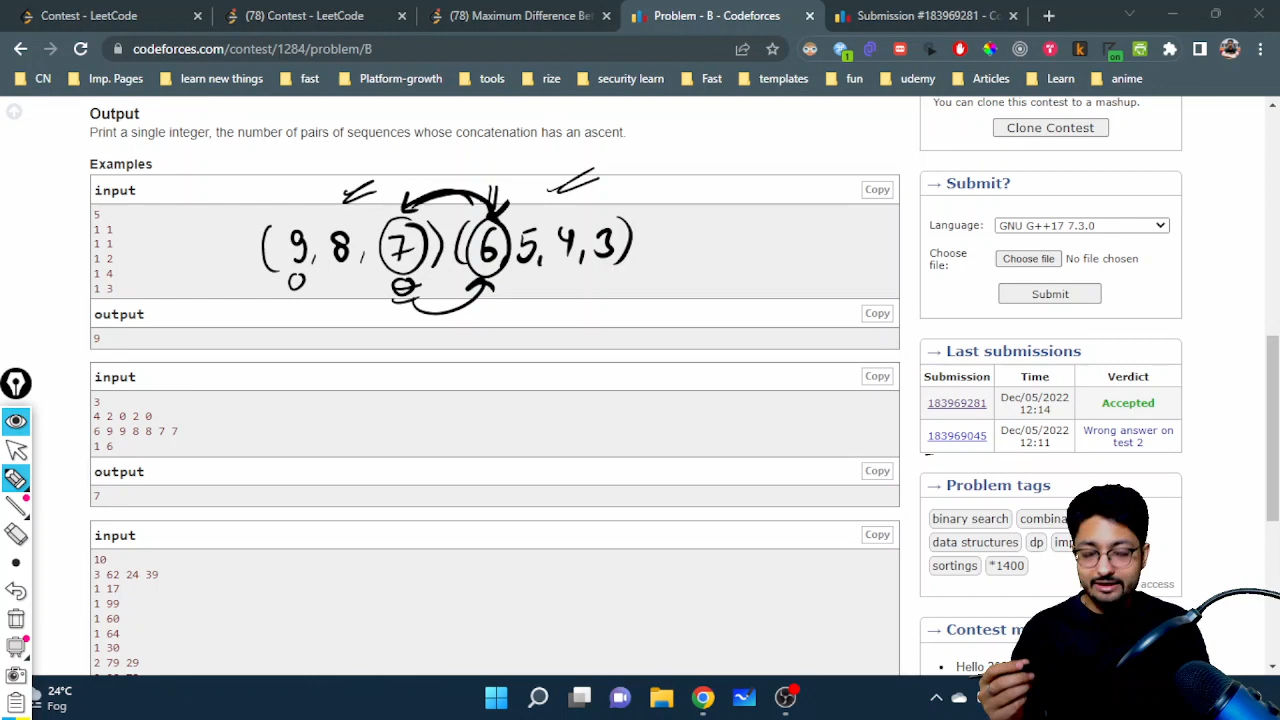 Contest - LeetCode
(78) Contest - LeetCode
(78) Maximum Difference Be
Problem - B - Codeforces
Submission #183969281 - Co
codeforces.com/contest/1284/problem/B
CN
Imp. Pages
learn new things
fast
Platform-growth
tools
rize
security learn
Fast
templates
fun
udemy
Articles
Learn
anime
Output
Print a single integer, the number of pairs of sequences whose concatenation has an ascent.
Examples
input
Copy
5
1 1
1 1
1 2
1 4
1 3
(9, 8, 7) (6 5, 4, 3)
output
Copy
9
input
Copy
3
4 2 0 2 0
6 9 9 8 8 7 7
1 6
output
Copy
7
input
Copy
10
3 62 24 39
1 17
1 99
1 60
1 64
1 30
2 79 29
You can clone this contest to a mashup.
Clone Contest
→ Submit?
Language: GNU G++17 7.3.0
Choose file: Choose file No file chosen
Submit
→ Last submissions
Submission Time Verdict
183969281 Dec/05/2022 12:14 Accepted
183969045 Dec/05/2022 12:11 Wrong answer on test 2
→ Problem tags
binary search combina
data structures dp imp
sortings *1400
access
→ Contest m
Hello 20
24°C
Fog